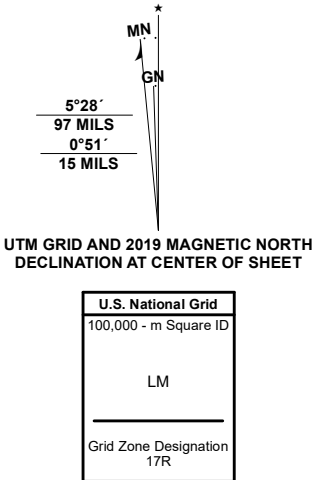 MN
GN
5°28´
97 MILS
0°51´
15 MILS
UTM GRID AND 2019 MAGNETIC NORTH
DECLINATION AT CENTER OF SHEET
U.S. National Grid
100,000 - m Square ID
LM
Grid Zone Designation
17R